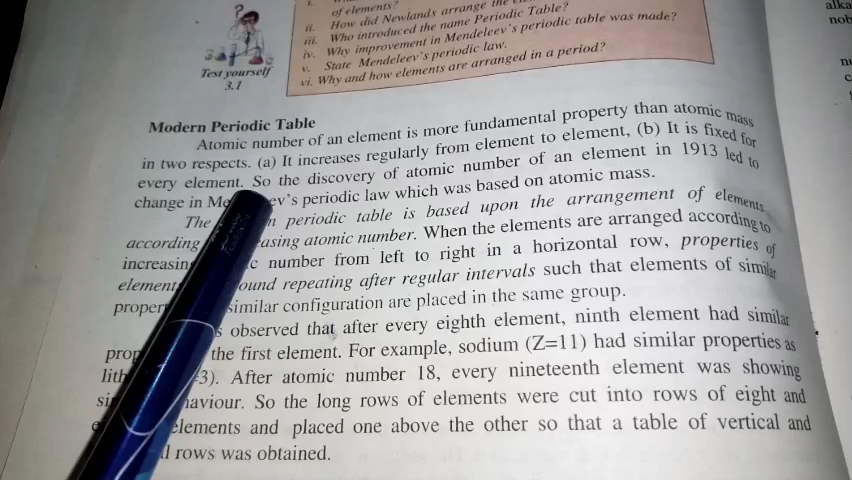 of elements?
ii. How did Newlands arrange the
iii. Who introduced the name Periodic Table?
iv. Why improvement in Mendeleev's periodic table was made?
v. State Mendeleev's periodic law.
vi. Why and how elements are arranged in a period?
Test yourself
3.1
alka
nob
Modern Periodic Table
Atomic number of an element is more fundamental property than atomic mass
in two respects. (a) It increases regularly from element to element, (b) It is fixed for
every element. So the discovery of atomic number of an element in 1913 led to
change in Me ev's periodic law which was based on atomic mass.
The n periodic table is based upon the arrangement of elements
according easing atomic number. When the elements are arranged according to
increasin c number from left to right in a horizontal row, properties of
element ound repeating after regular intervals such that elements of similar
proper similar configuration are placed in the same group.
s observed that after every eighth element, ninth element had similar
prop the first element. For example, sodium (Z=11) had similar properties as
lith 3). After atomic number 18, every nineteenth element was showing
si haviour. So the long rows of elements were cut into rows of eight and
e elements and placed one above the other so that a table of vertical and
l rows was obtained.